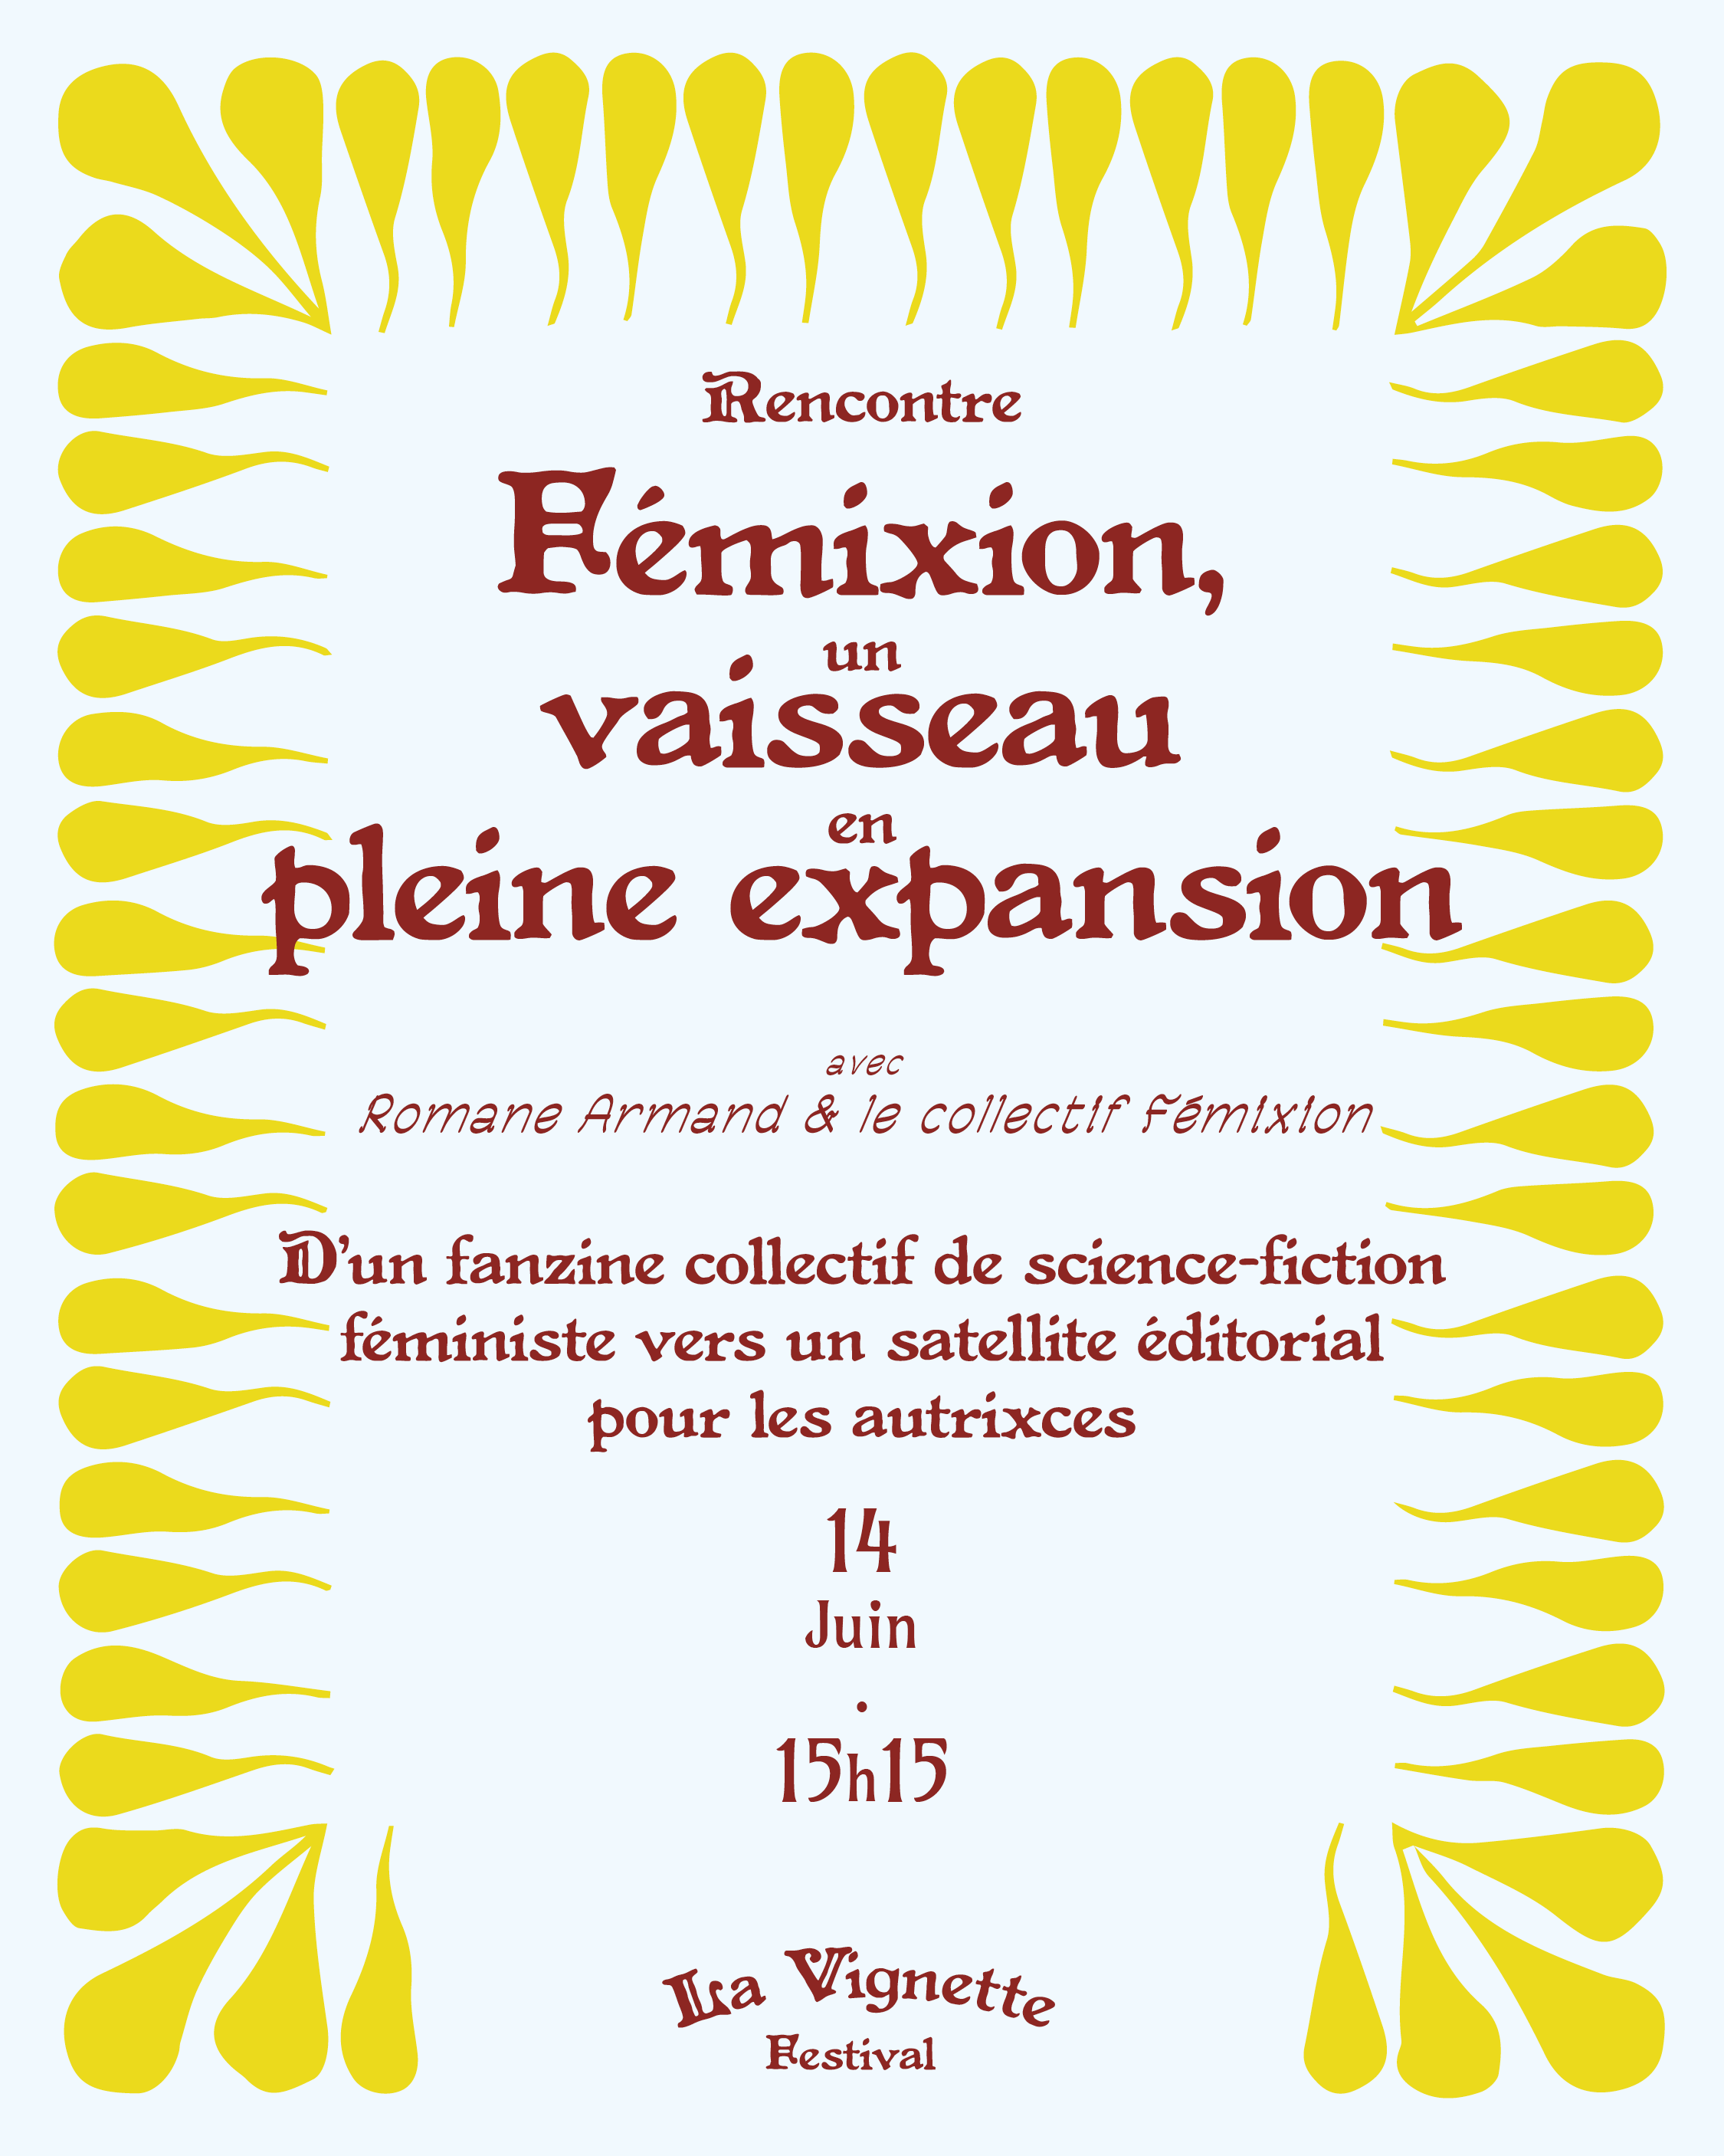 Rencontre
Fémixion,
un
vaisseau
en
pleine expansion
avec
Romane Armand & le collectif Fémixion
D'un fanzine collectif de science-fiction
féministe vers un satellite éditorial
pour les autrixces
14
Juin
•
15h15
La Vignette
Festival